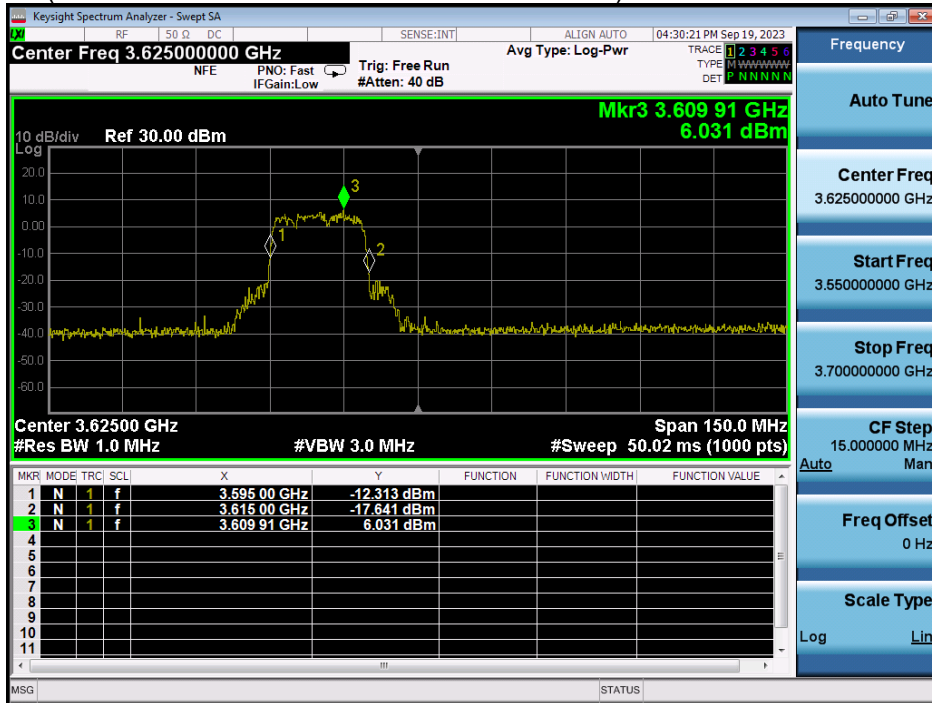 Keysight Spectrum Analyzer - Swept SA
LXI RF 50 Ω DC SENSE:INT ALIGN AUTO 04:30:21 PM Sep 19, 2023
Center Freq 3.625000000 GHz
NFE
PNO: Fast
IFGain:Low
Trig: Free Run
#Atten: 40 dB
Avg Type: Log-Pwr
TRACE 1 2 3 4 5 6
TYPE M WWWWW
DET P N N N N N
Mkr3 3.609 91 GHz
6.031 dBm
10 dB/div Ref 30.00 dBm
Log
20.0
10.0
0.00
-10.0
-20.0
-30.0
-40.0
-50.0
-60.0
3
1
2
Center 3.62500 GHz Span 150.0 MHz
#Res BW 1.0 MHz #VBW 3.0 MHz #Sweep 50.02 ms (1000 pts)
MKR MODE TRC SCL X Y FUNCTION FUNCTION WIDTH FUNCTION VALUE
1 N 1 f 3.595 00 GHz -12.313 dBm
2 N 1 f 3.615 00 GHz -17.641 dBm
3 N 1 f 3.609 91 GHz 6.031 dBm
4
5
6
7
8
9
10
11
MSG STATUS
Frequency
Auto Tune
Center Freq
3.625000000 GHz
Start Freq
3.550000000 GHz
Stop Freq
3.700000000 GHz
CF Step
15.000000 MHz
Auto Man
Freq Offset
0 Hz
Scale Type
Log Lin